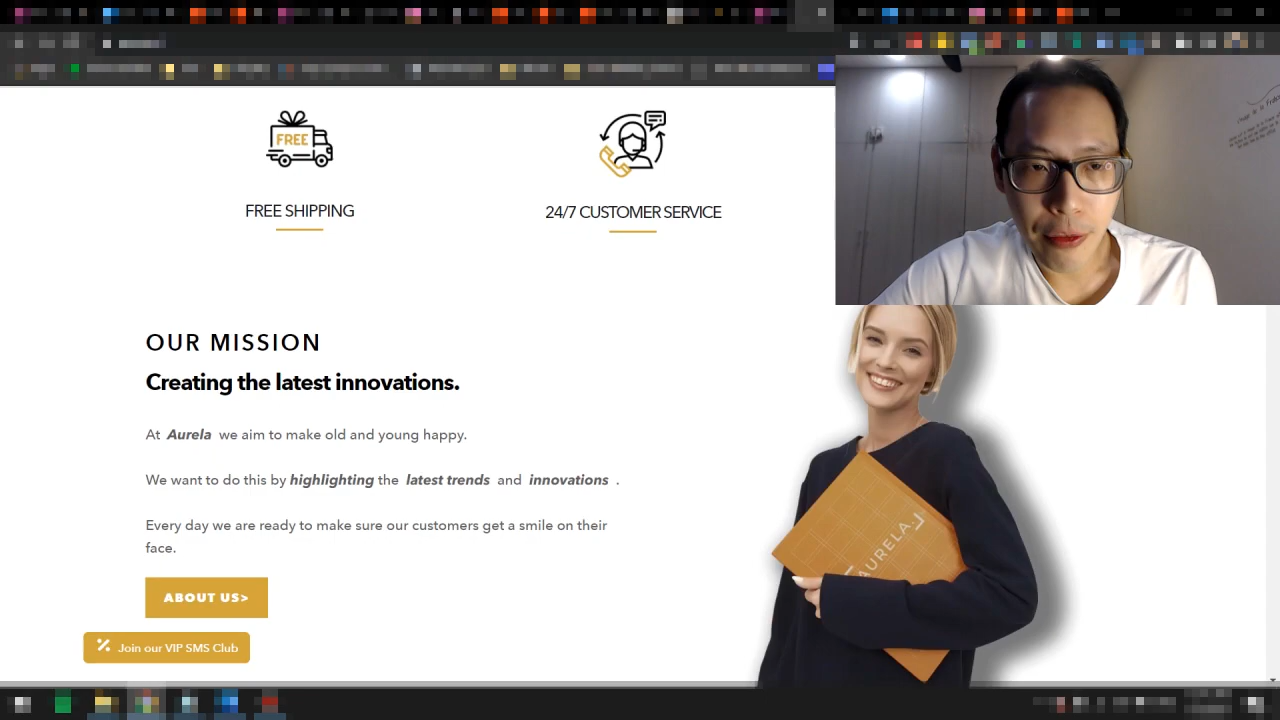 FREE
FREE SHIPPING
24/7 CUSTOMER SERVICE
OUR MISSION
Creating the latest innovations.
At Aurela we aim to make old and young happy.
We want to do this by highlighting the latest trends and innovations .
Every day we are ready to make sure our customers get a smile on their
face.
AURELA.
ABOUT US>
Join our VIP SMS Club